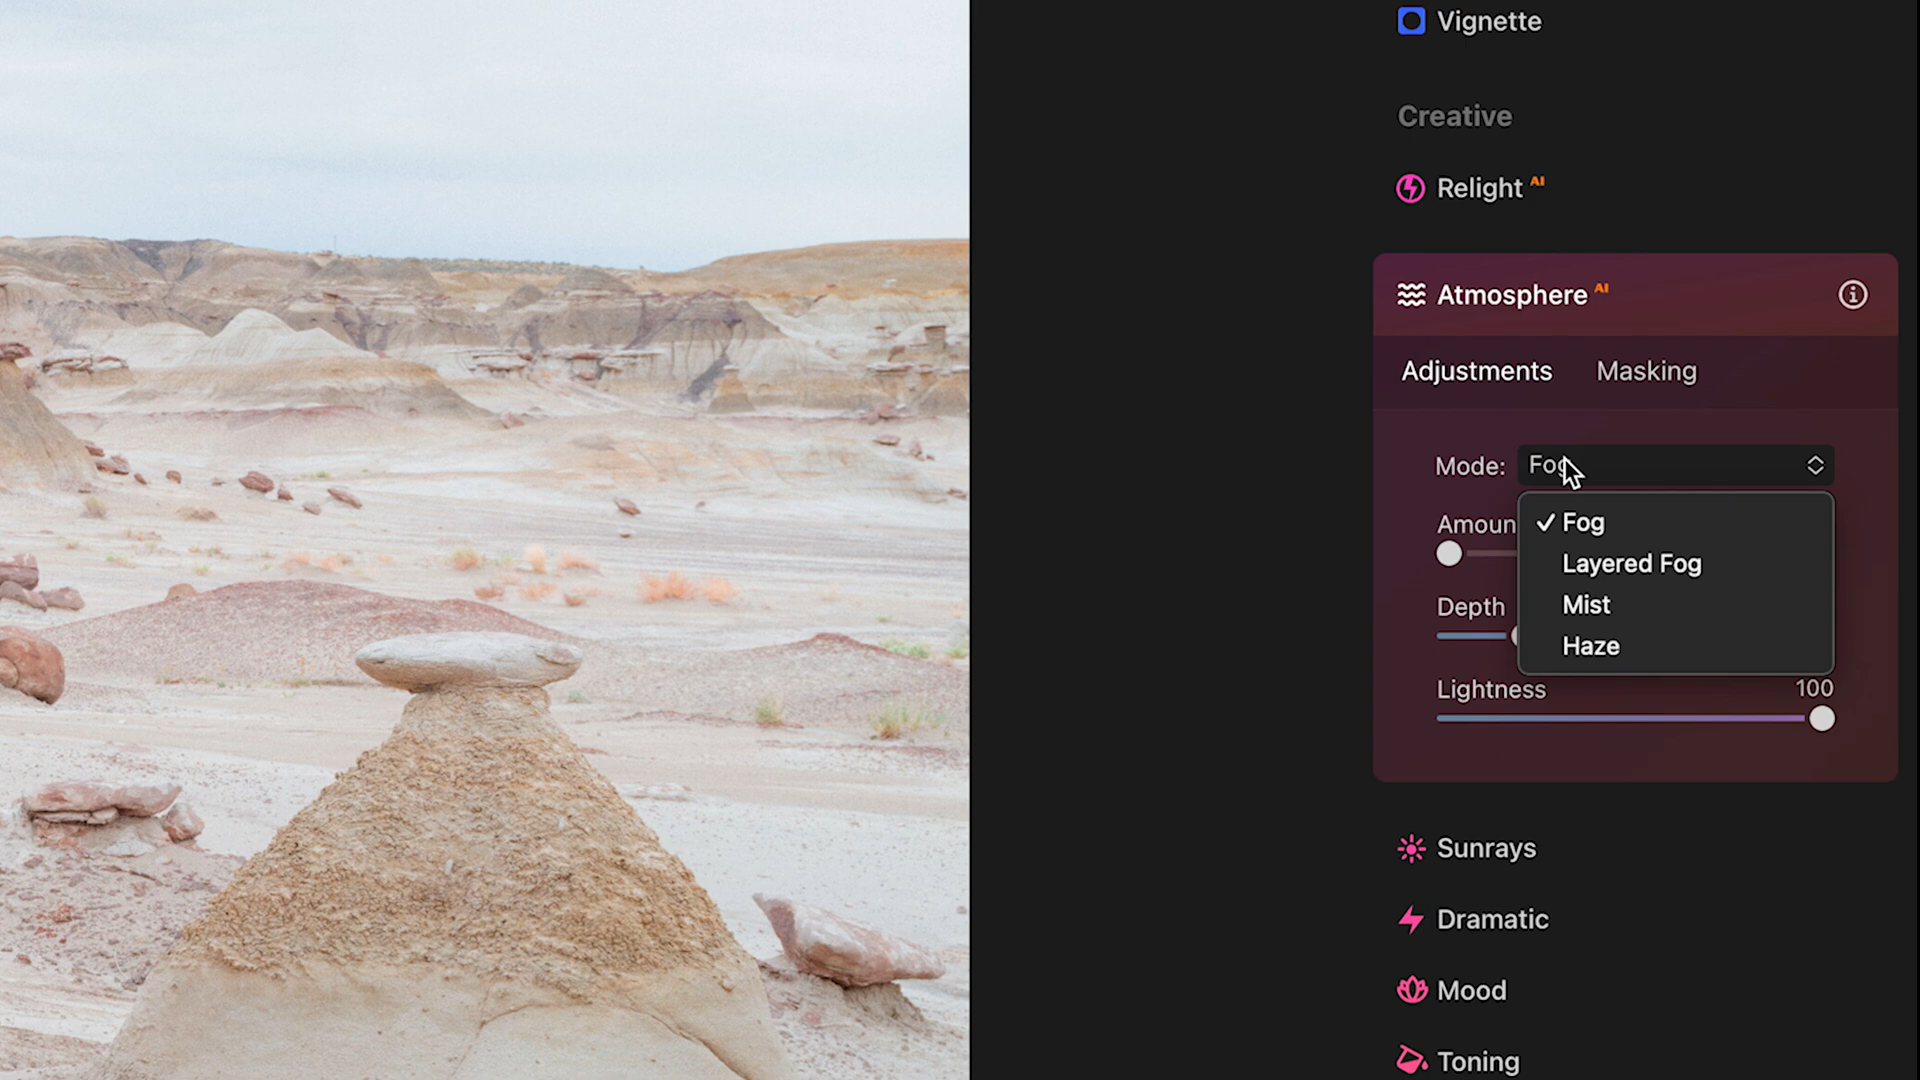 Vignette
Creative
Relight AI
Atmosphere AI
Adjustments Masking
Mode: Fog
Fog
Layered Fog
Mist
Haze
Amoun
Depth
Lightness 100
Sunrays
Dramatic
Mood
Toning